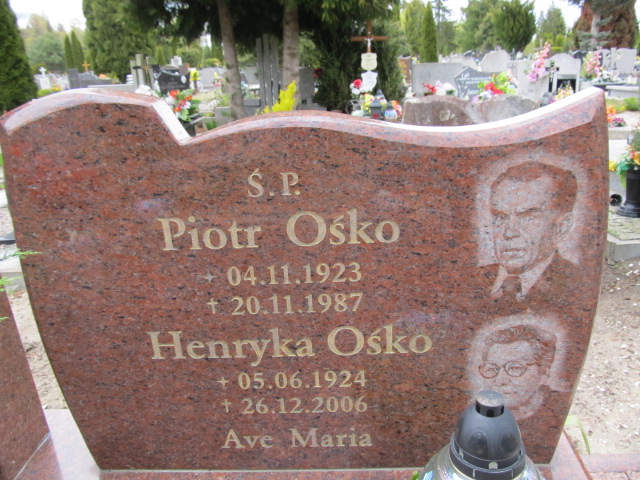 Ś.P.
Piotr Ośko
* 04.11.1923
† 20.11.1987
Henryka Ośko
* 05.06.1924
† 26.12.2006
Ave Maria